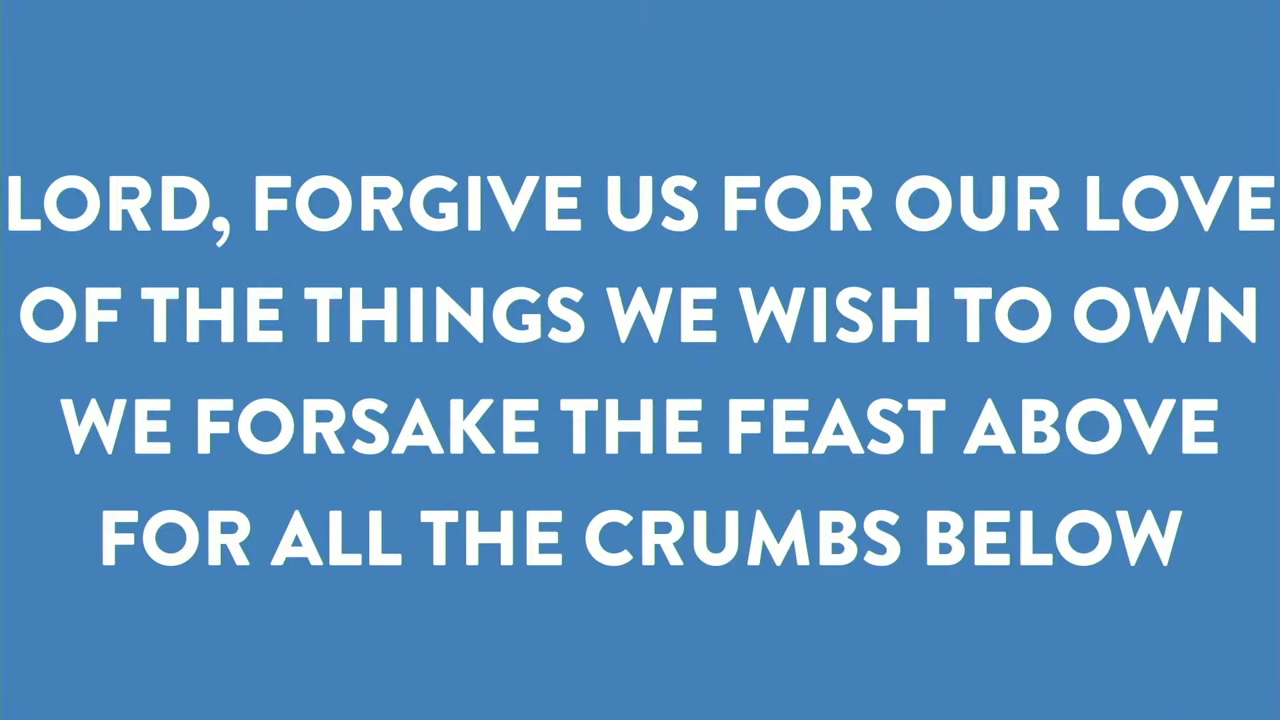 LORD, FORGIVE US FOR OUR LOVE
OF THE THINGS WE WISH TO OWN
WE FORSAKE THE FEAST ABOVE
FOR ALL THE CRUMBS BELOW